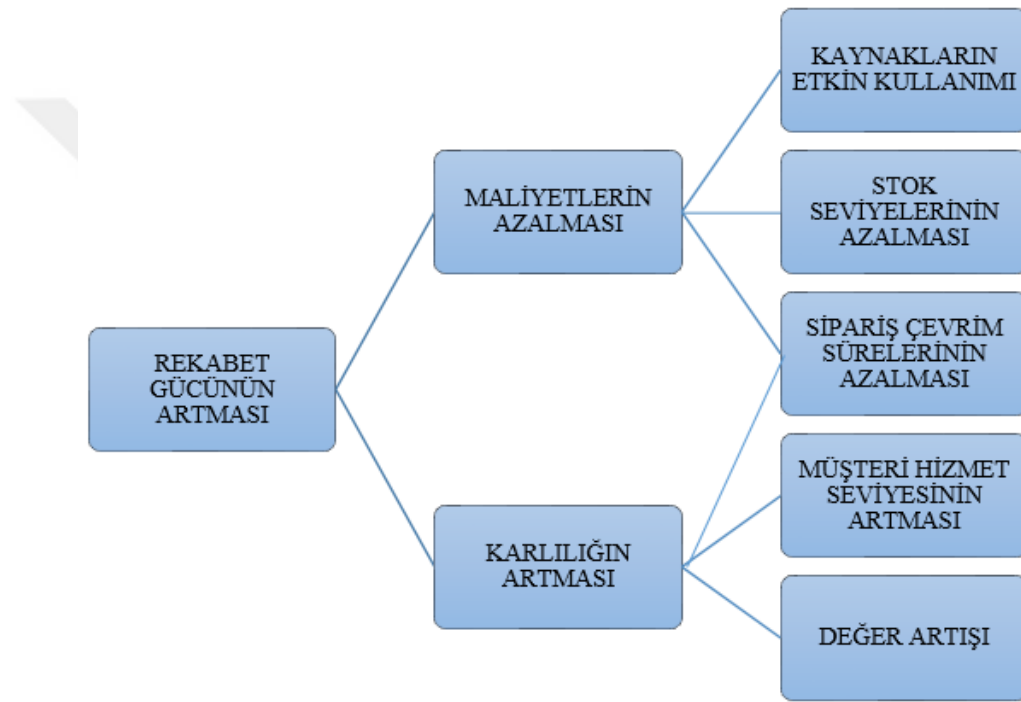 KAYNAKLARIN
ETKİN KULLANIMI
MALİYETLERİN
AZALMASI
STOK
SEVİYELERİNİN
AZALMASI
SİPARİŞ ÇEVRİM
SÜRELERİNİN
AZALMASI
REKABET
GÜCÜNÜN
ARTMASI
MÜŞTERİ HİZMET
SEVİYESİNİN
ARTMASI
KARLILIĞIN
ARTMASI
DEĞER ARTIŞI